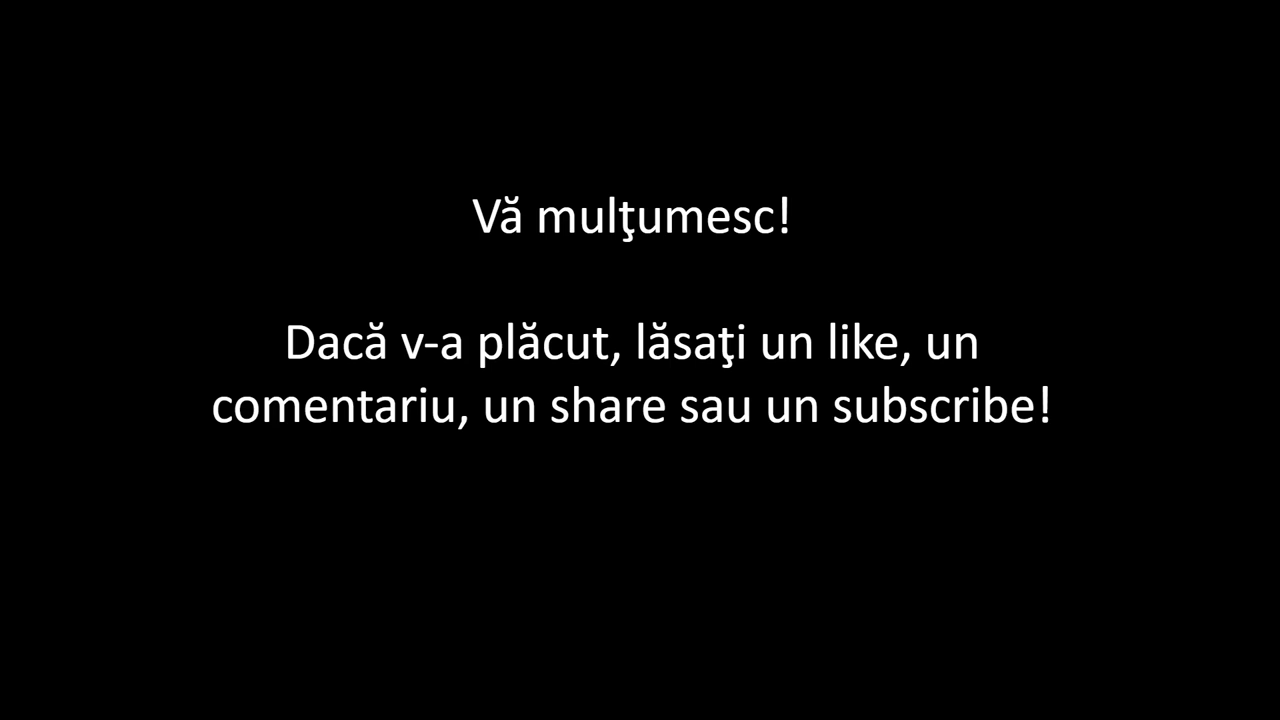 Vă mulţumesc!
Dacă v-a plăcut, lăsaţi un like, un
comentariu, un share sau un subscribe!